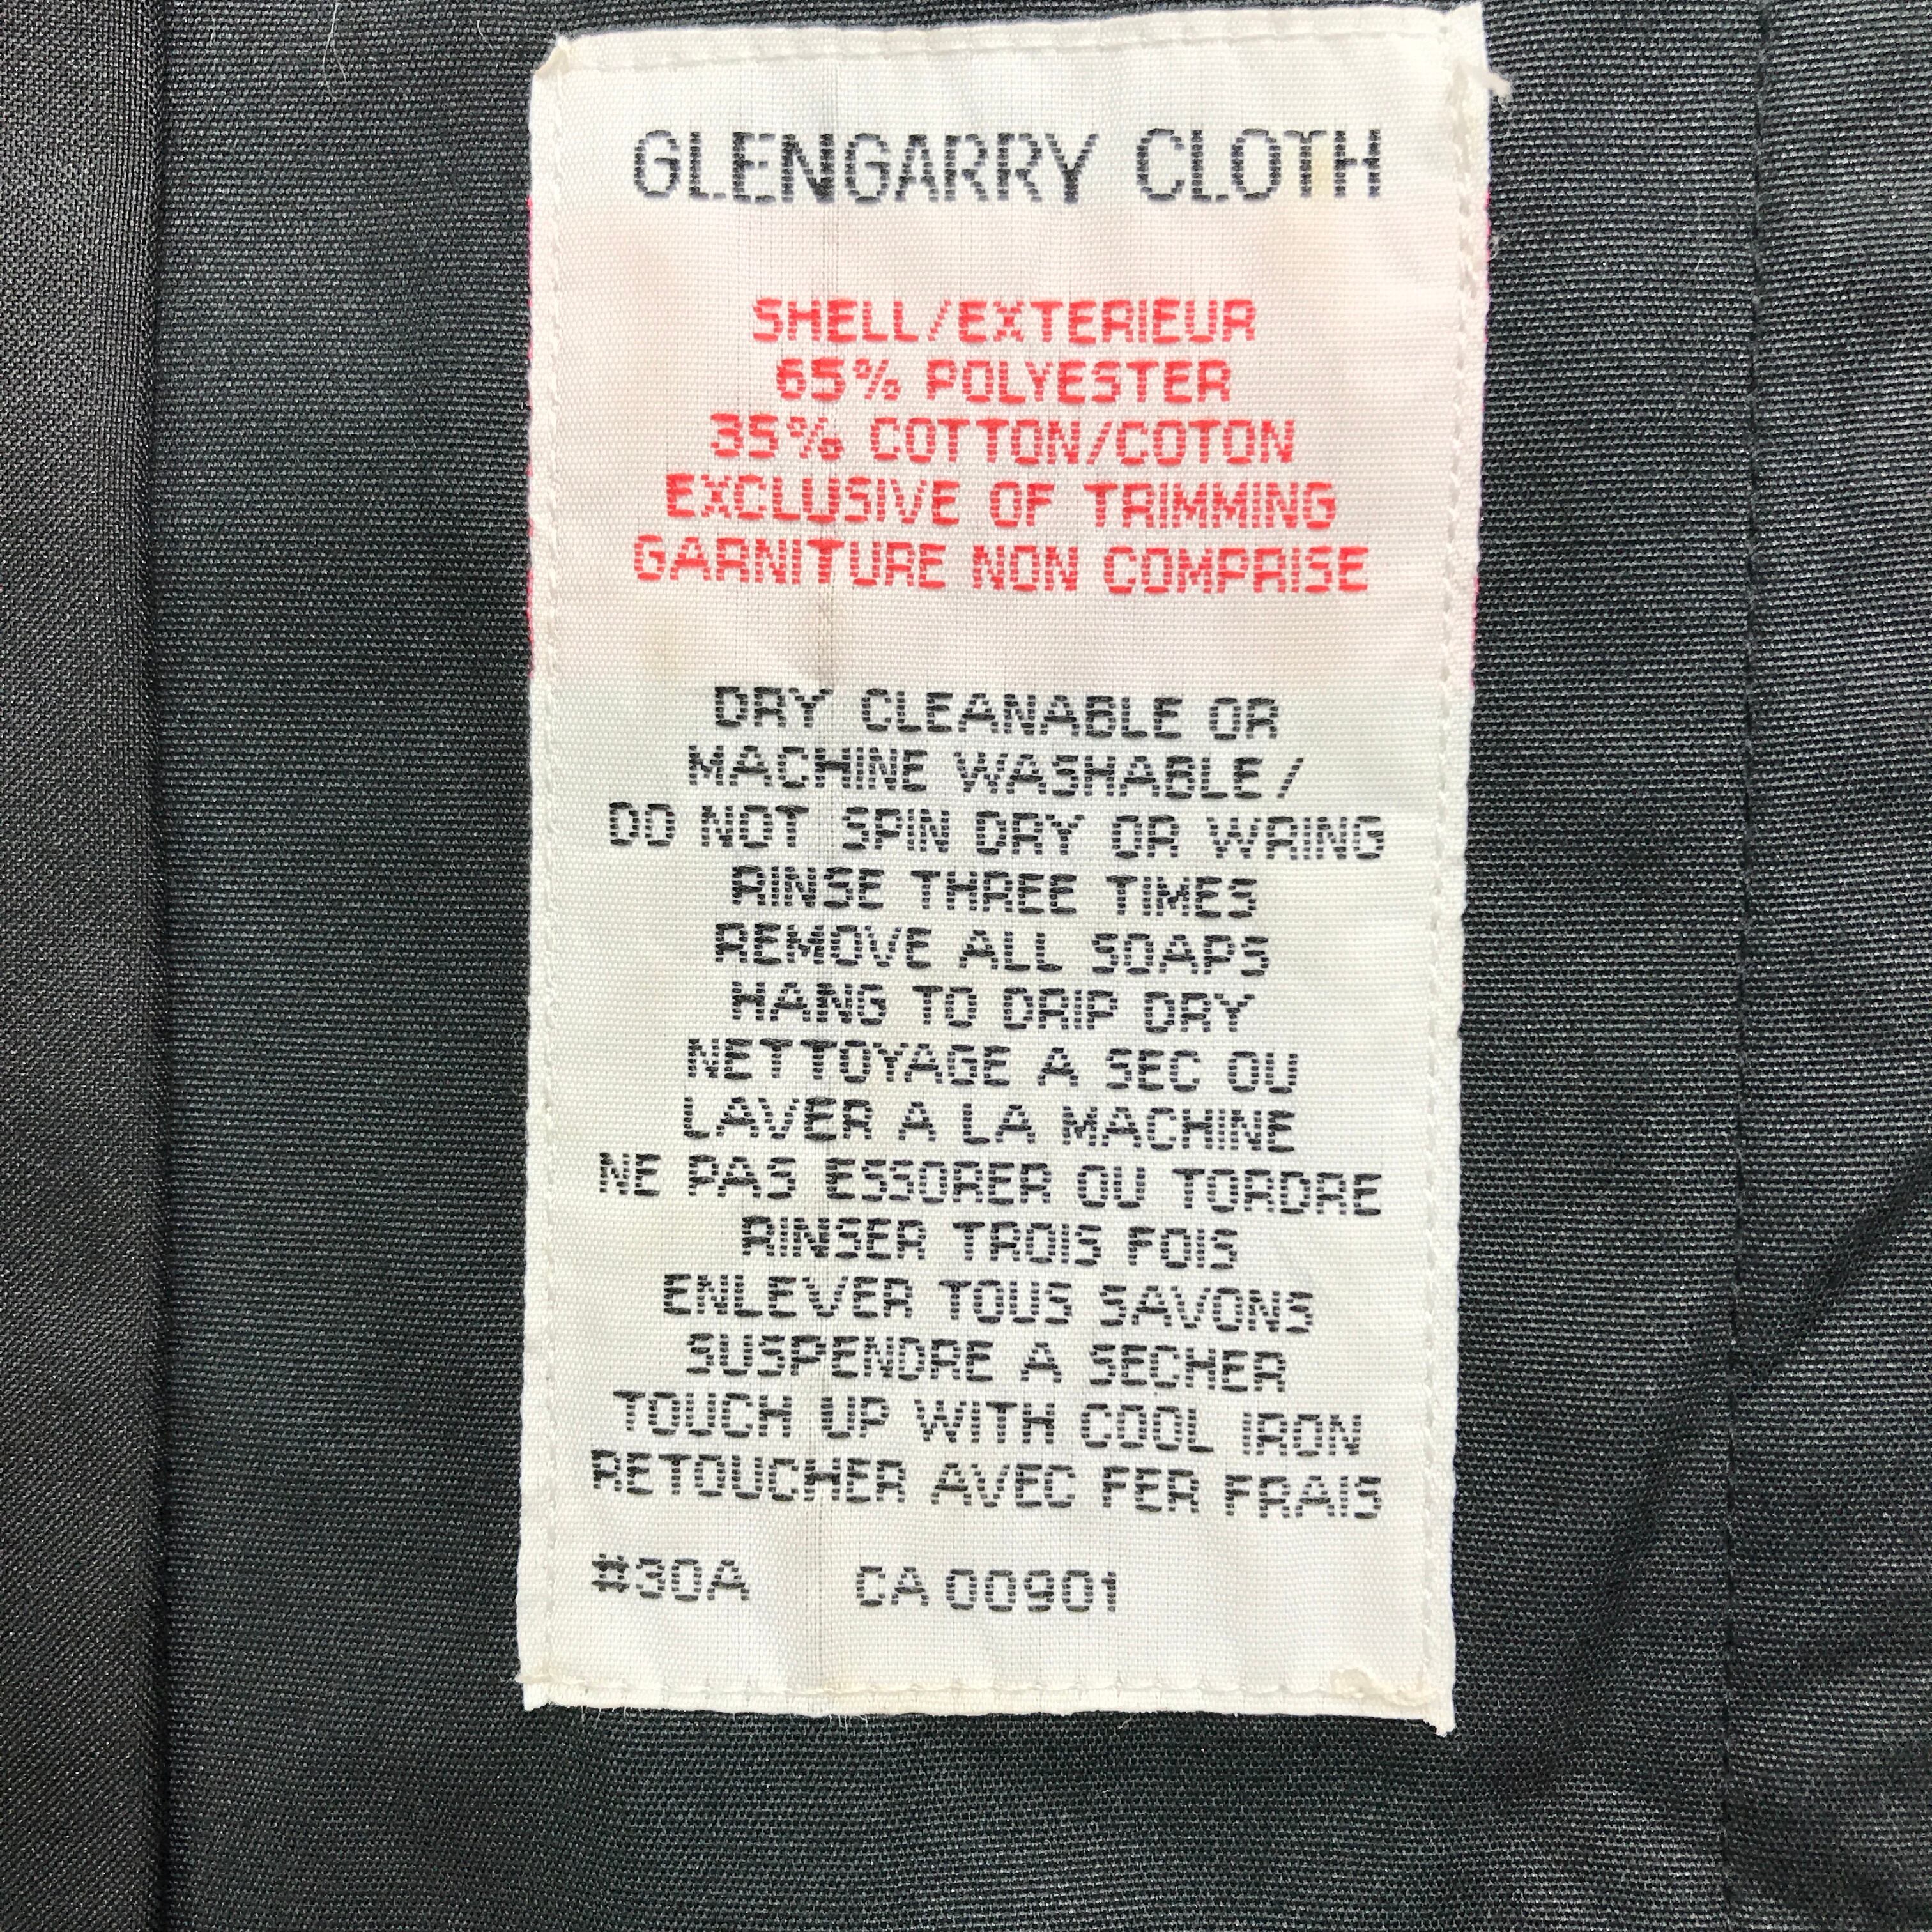 GLENGARRY CLOTH
SHELL/EXTERIEUR
65% POLYESTER
35% COTTON/COTON
EXCLUSIVE OF TRIMMING
GARNITURE NON COMPRISE
DRY CLEANABLE OR
MACHINE WASHABLE/
DO NOT SPIN DRY OR WRING
RINSE THREE TIMES
REMOVE ALL SOAPS
HANG TO DRIP DRY
NETTOYAGE A SEC OU
LAVER A LA MACHINE
NE PAS ESSORER OU TORDRE
RINSER TROIS FOIS
ENLEVER TOUS SAVONS
SUSPENDRE A SECHER
TOUCH UP WITH COOL IRON
RETOUCHER AVEC FER FRAIS
#30A CA 00901